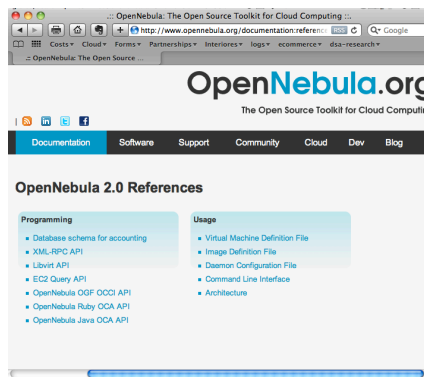 .:: OpenNebula: The Open Source Toolkit for Cloud Computing ::.
http://www.opennebula.org/documentation:reference RSS Google
Costs Cloud Forms Partnerships Interiores logs ecommerce dsa-research
.:: OpenNebula: The Open Source ...
OpenNebula.org
The Open Source Toolkit for Cloud Computin
Documentation Software Support Community Cloud Dev Blog
OpenNebula 2.0 References
Programming
Database schema for accounting
XML-RPC API
Libvirt API
EC2 Query API
OpenNebula OGF OCCI API
OpenNebula Ruby OCA API
OpenNebula Java OCA API
Usage
Virtual Machine Definition File
Image Definition File
Daemon Configuration File
Command Line Interface
Architecture